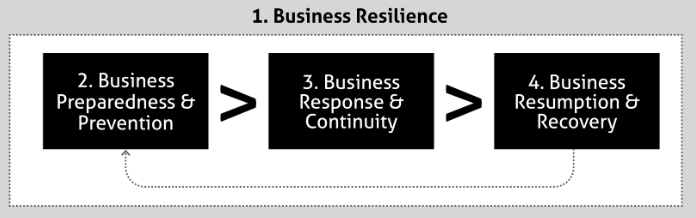 1. Business Resilience
2. Business
Preparedness &
Prevention
>
3. Business
Response &
Continuity
>
4. Business
Resumption &
Recovery